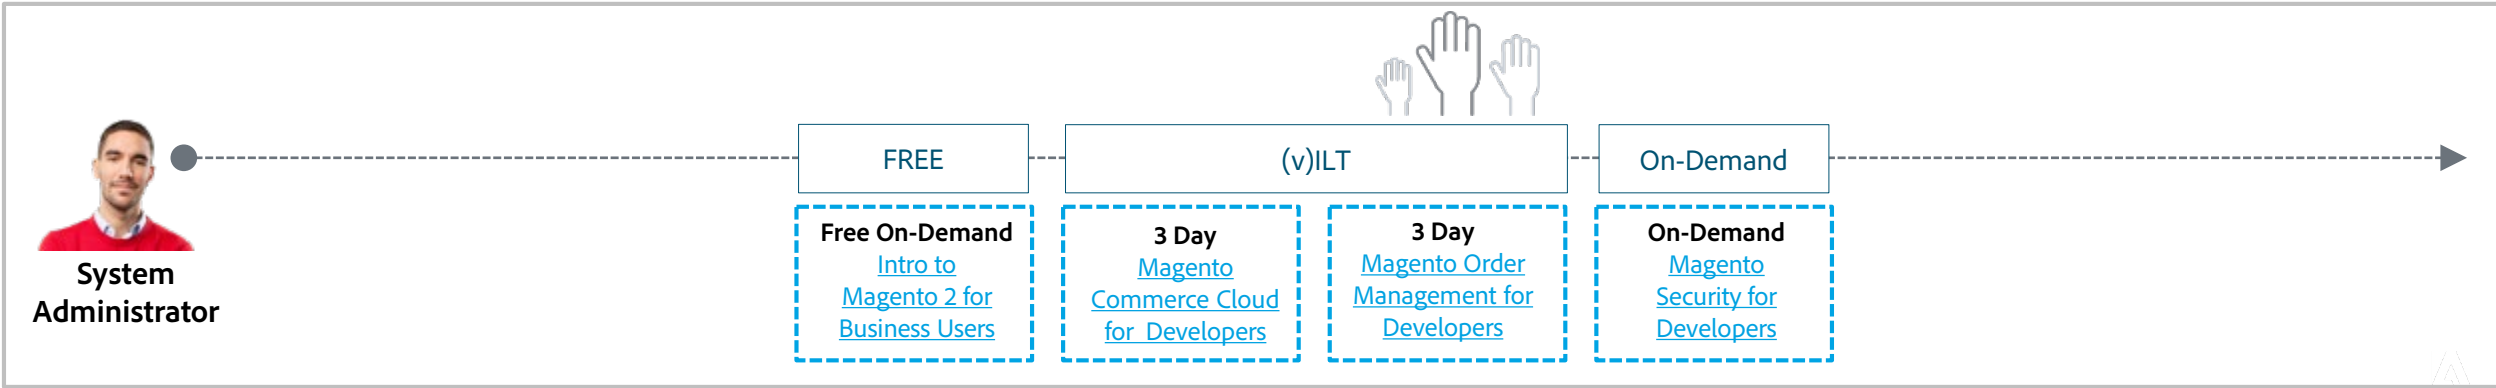 FREE
(v)ILT
On-Demand
System
Administrator
Free On-Demand
Intro to
Magento 2 for
Business Users
3 Day
Magento
Commerce Cloud
for  Developers
3 Day
Magento Order
Management for
Developers
On-Demand
Magento
Security for
Developers